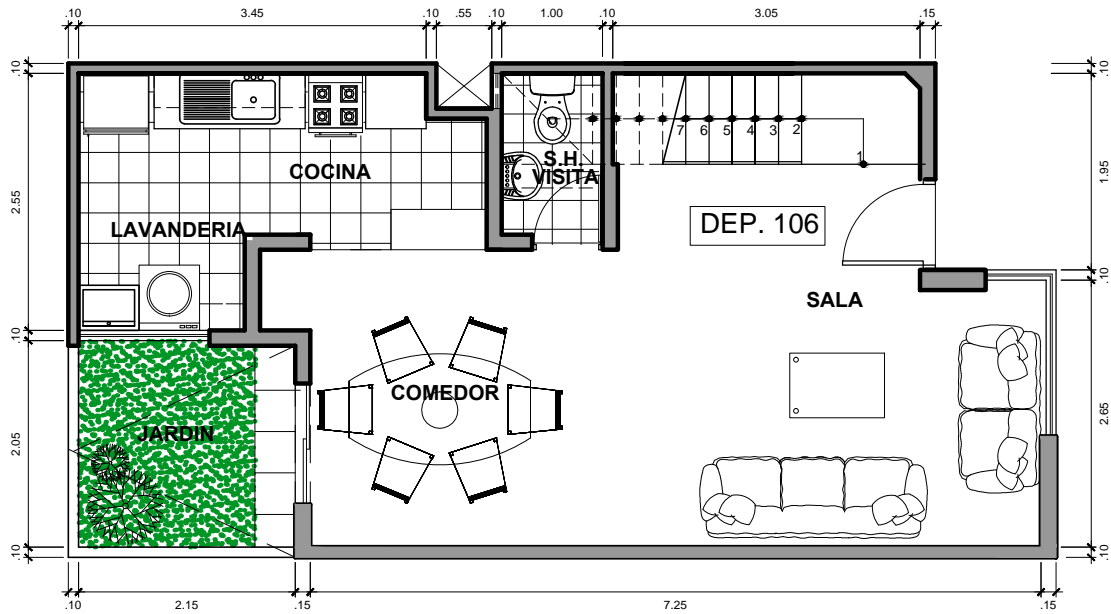 .10 3.45 .10 .55 .10 1.00 .10 3.05 .15
.10
.10
7 6 5 4 3 2
1
S.H.
VISITA
COCINA
2.55
1.95
LAVANDERIA
DEP. 106
.10
SALA
.10
COMEDOR
2.65
JARDIN
2.05
.10
.10
.10 2.15 .15 7.25 .15